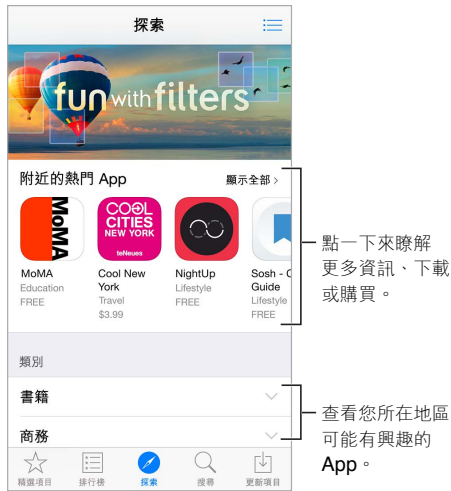 探索
fun with filters
附近的熱門 App
顯示全部 >
MoMA
COOL
CITIES
NEW YORK
teNeues
MoMA
Education
FREE
Cool New
York
Travel
$3.99
NightUp
Lifestyle
FREE
Sosh - C
Guide
Lifestyle
FREE
點一下來瞭解
更多資訊、下載
或購買。
類別
書籍
商務
查看您所在地區
可能有興趣的
App。
精選項目
排行榜
探索
搜尋
更新項目